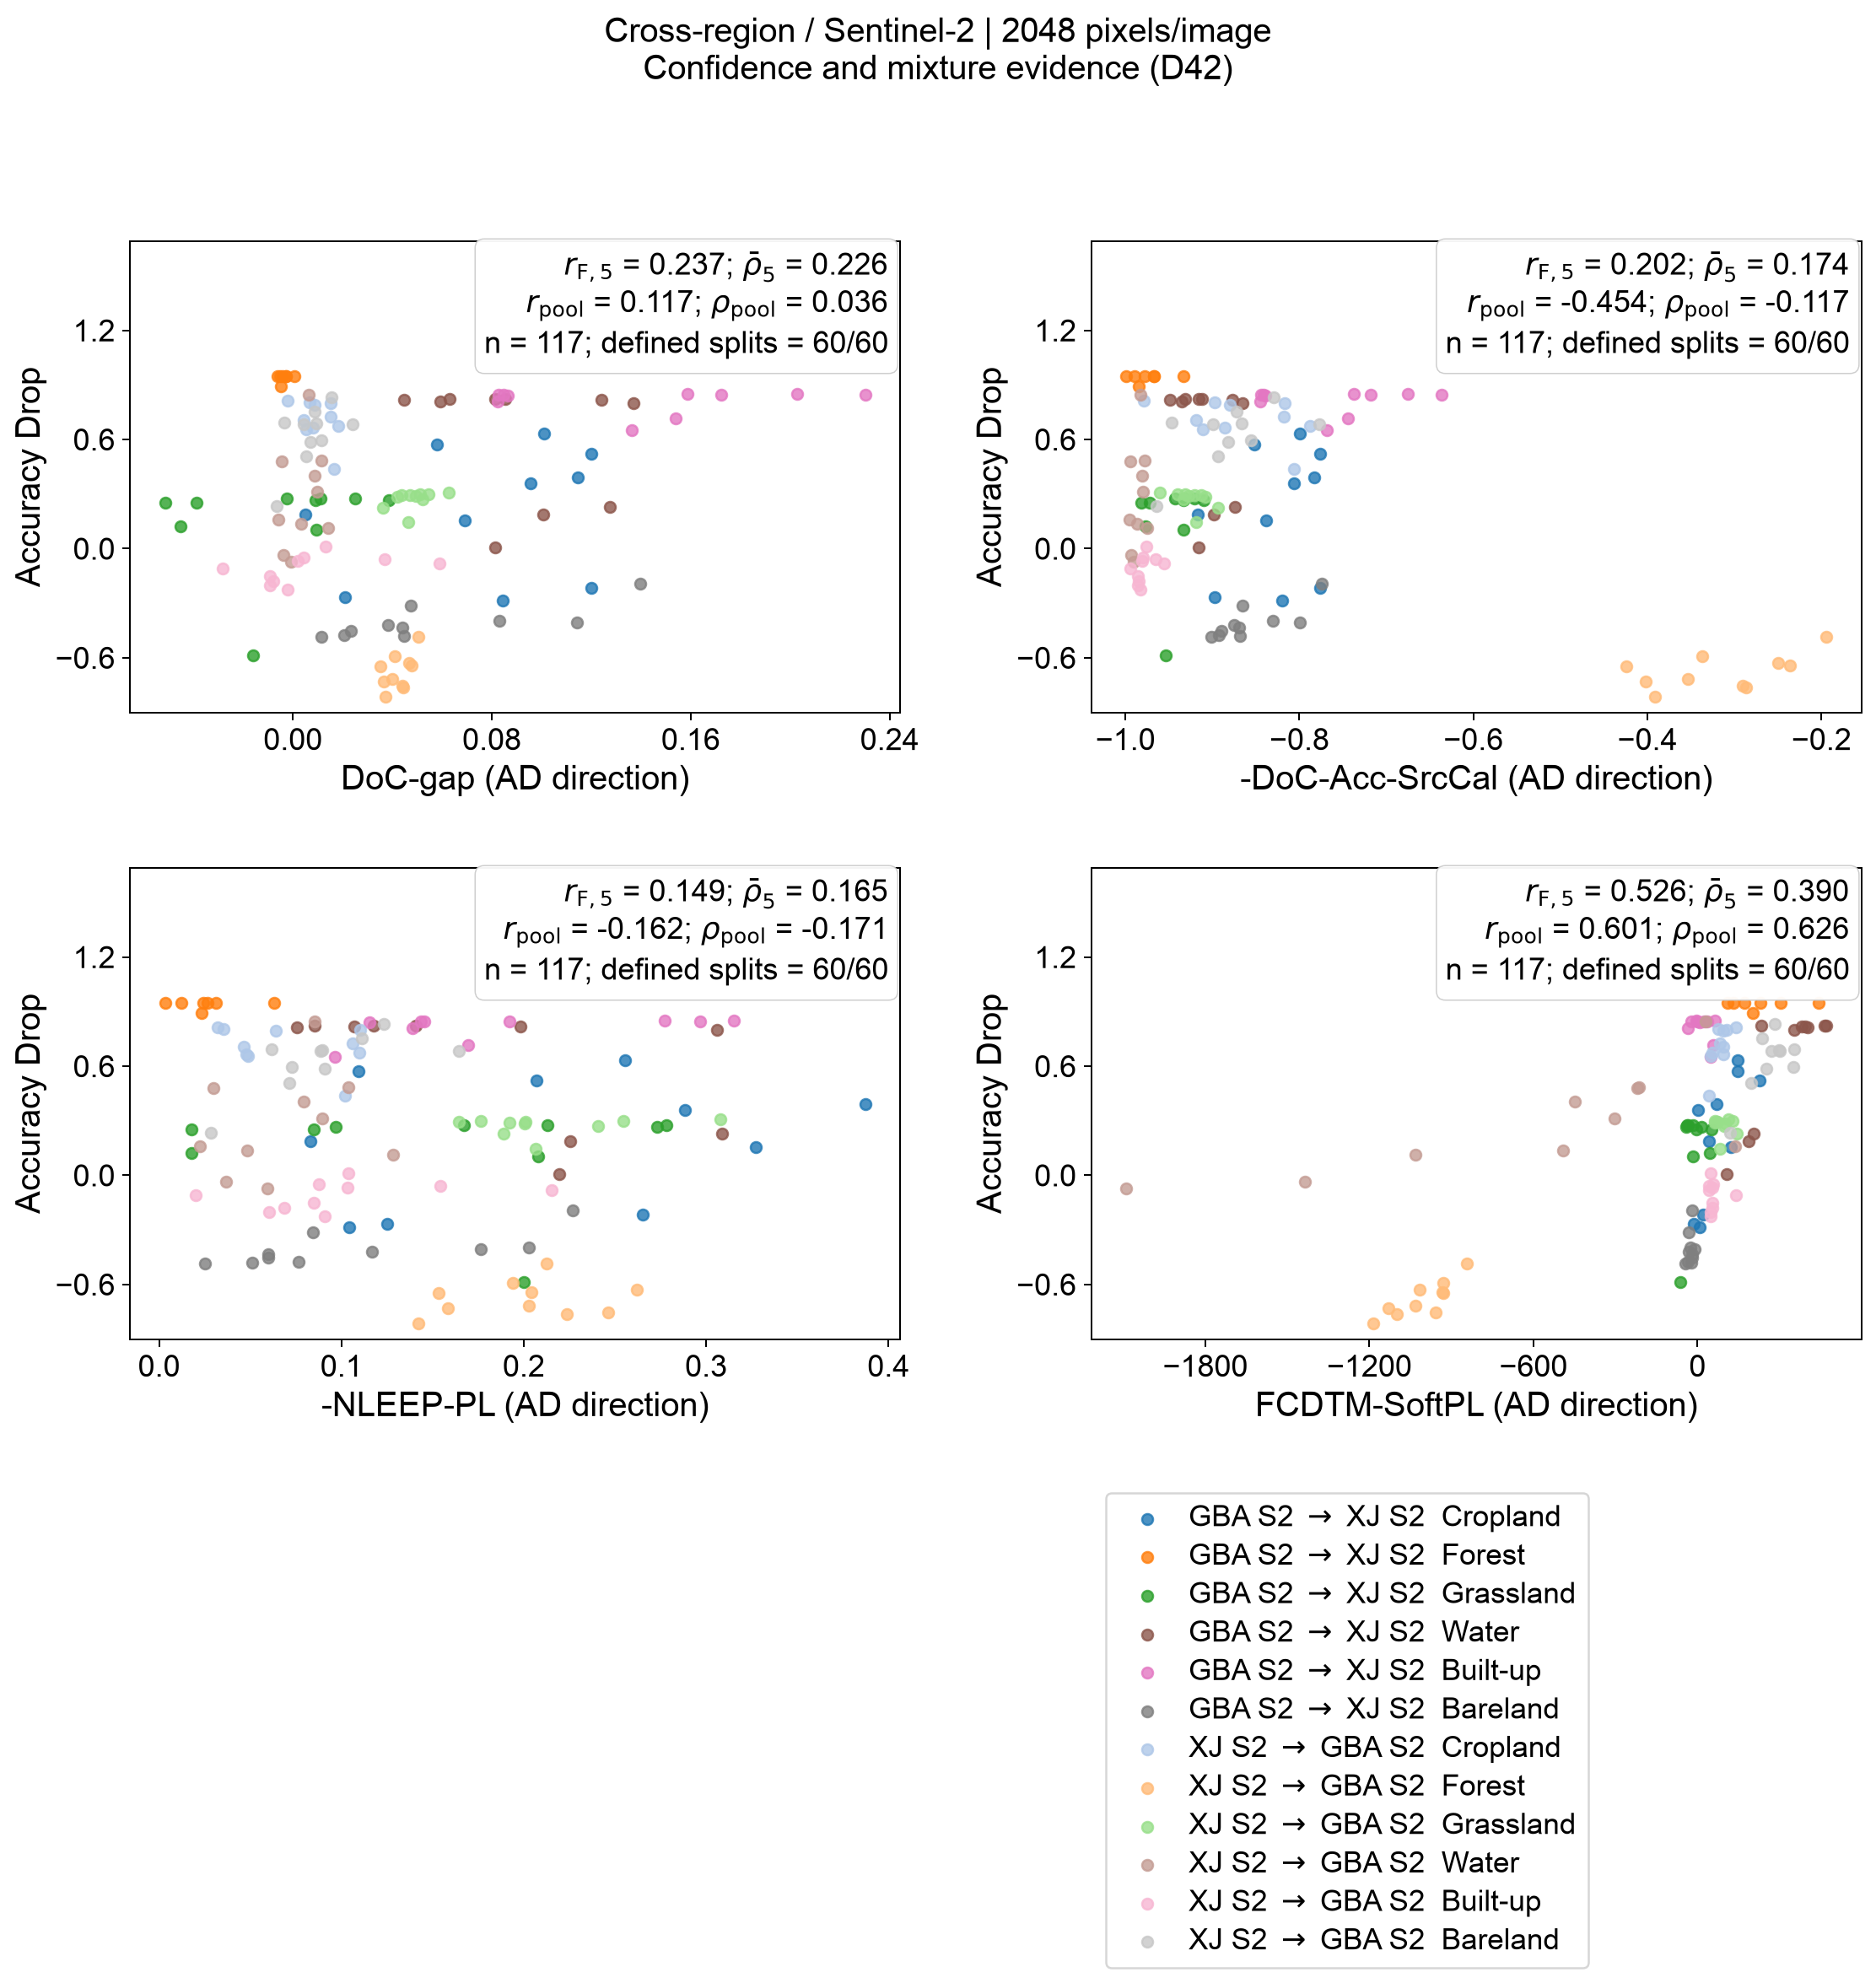 Cross-region / Sentinel-2 | 2048 pixels/image
Confidence and mixture evidence (D42)
r_F,5 = 0.237; ρ̄_5 = 0.226
r_pool = 0.117; ρ_pool = 0.036
n = 117; defined splits = 60/60
Accuracy Drop
1.2
0.6
0.0
−0.6
0.00 0.08 0.16 0.24
DoC-gap (AD direction)
r_F,5 = 0.202; ρ̄_5 = 0.174
r_pool = -0.454; ρ_pool = -0.117
n = 117; defined splits = 60/60
Accuracy Drop
1.2
0.6
0.0
−0.6
−1.0 −0.8 −0.6 −0.4 −0.2
-DoC-Acc-SrcCal (AD direction)
r_F,5 = 0.149; ρ̄_5 = 0.165
r_pool = -0.162; ρ_pool = -0.171
n = 117; defined splits = 60/60
Accuracy Drop
1.2
0.6
0.0
−0.6
0.0 0.1 0.2 0.3 0.4
-NLEEP-PL (AD direction)
r_F,5 = 0.526; ρ̄_5 = 0.390
r_pool = 0.601; ρ_pool = 0.626
n = 117; defined splits = 60/60
Accuracy Drop
1.2
0.6
0.0
−0.6
−1800 −1200 −600 0
FCDTM-SoftPL (AD direction)
GBA S2 → XJ S2 Cropland
GBA S2 → XJ S2 Forest
GBA S2 → XJ S2 Grassland
GBA S2 → XJ S2 Water
GBA S2 → XJ S2 Built-up
GBA S2 → XJ S2 Bareland
XJ S2 → GBA S2 Cropland
XJ S2 → GBA S2 Forest
XJ S2 → GBA S2 Grassland
XJ S2 → GBA S2 Water
XJ S2 → GBA S2 Built-up
XJ S2 → GBA S2 Bareland